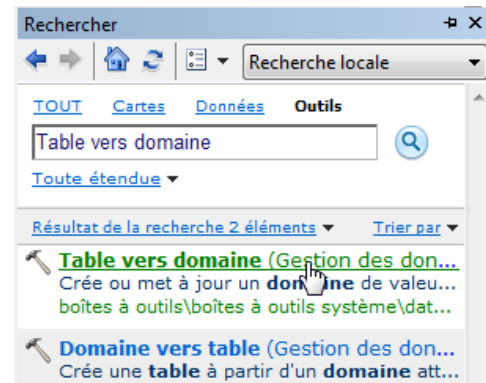 Rechercher
Recherche locale
TOUT Cartes Données Outils
Table vers domaine
Toute étendue
Résultat de la recherche 2 éléments Trier par
Table vers domaine (Gestion des don...
Crée ou met à jour un domaine de valeu...
boîtes à outils\boîtes à outils système\dat...
Domaine vers table (Gestion des don...
Crée une table à partir d'un domaine att...